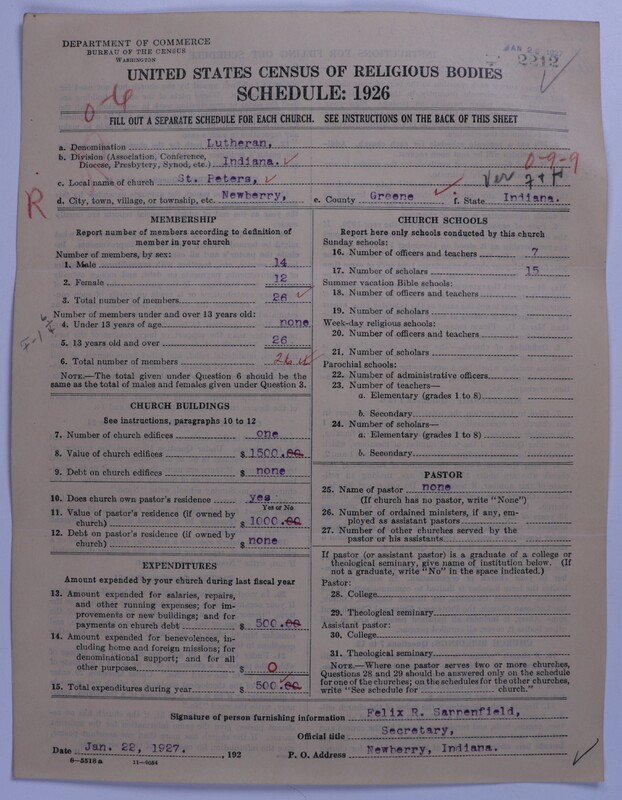 DEPARTMENT OF COMMERCE
BUREAU OF THE CENSUS
WASHINGTON
2212
UNITED STATES CENSUS OF RELIGIOUS BODIES
SCHEDULE: 1926
FILL OUT A SEPARATE SCHEDULE FOR EACH CHURCH. SEE INSTRUCTIONS ON THE BACK OF THIS SHEET
a. Denomination Lutheran,
b. Division (Association, Conference,
Diocese, Presbytery, Synod, etc.) Indiana.
0-9-9
c. Local name of church St. Peters,
d. City, town, village, or township, etc. Newberry, e. County Greene f. State Indiana.
R
MEMBERSHIP
Report number of members according to definition of
member in your church
Number of members, by sex:
1. Male 14
2. Female 12
3. Total number of members 26
Number of members under and over 13 years old:
4. Under 13 years of age none
5. 13 years old and over 26
6. Total number of members 26
NOTE.—The total given under Question 6 should be
same as the total of males and females given under Question 3.
CHURCH BUILDINGS
See instructions, paragraphs 10 to 12
7. Number of church edifices one
8. Value of church edifices $ 1500.00
9. Debt on church edifices $ none
10. Does church own pastor's residence yes
Yes or No
11. Value of pastor's residence (if owned by
church) $ 1000.00
12. Debt on pastor's residence (if owned by
church) $ none
EXPENDITURES
Amount expended by your church during last fiscal year
13. Amount expended for salaries, repairs,
and other running expenses; for im-
provements or new buildings; and for
payments on church debt $ 500.00
14. Amount expended for benevolences, in-
cluding home and foreign missions; for
denominational support; and for all
other purposes $ 0
15. Total expenditures during year $ 500.00
CHURCH SCHOOLS
Report here only schools conducted by this church
Sunday schools:
16. Number of officers and teachers 7
17. Number of scholars 15
Summer vacation Bible schools:
18. Number of officers and teachers
19. Number of scholars
Week-day religious schools:
20. Number of officers and teachers
21. Number of scholars
Parochial schools:
22. Number of administrative officers
23. Number of teachers—
a. Elementary (grades 1 to 8)
b. Secondary
24. Number of scholars—
a. Elementary (grades 1 to 8)
b. Secondary
PASTOR
25. Name of pastor none
(If church has no pastor, write "None")
26. Number of ordained ministers, if any, em-
ployed as assistant pastors
27. Number of other churches served by the
pastor or his assistants
If pastor (or assistant pastor) is a graduate of a college or
theological seminary, give name of institution below. (If
not a graduate, write "No" in the space indicated.)
Pastor:
28. College
29. Theological seminary
Assistant pastor:
30. College
31. Theological seminary
NOTE.—Where one pastor serves two or more churches,
Questions 28 and 29 should be answered only on the schedule
for one of the churches; on the schedules for the other churches,
write "See schedule for church."
Signature of person furnishing information Felix R. Sarrenfield,
Official title Secretary,
Date Jan. 22, 1927. , 192 P. O. Address Newberry, Indiana.
8—5518 a 11—9084